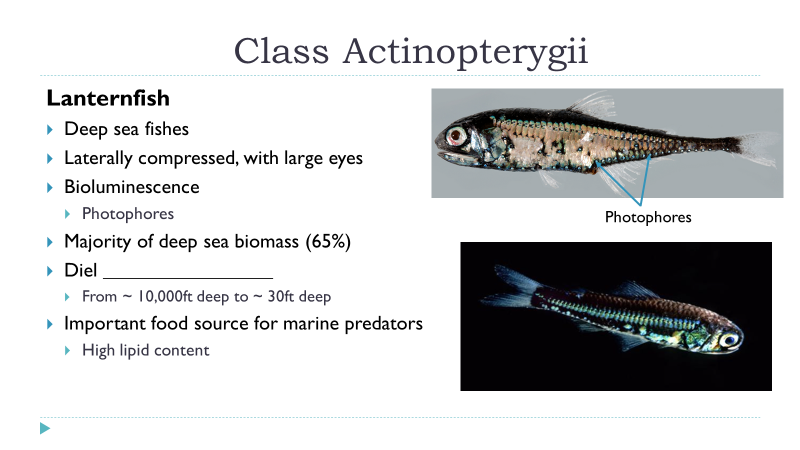 Class Actinopterygii
Lanternfish
Deep sea fishes
Laterally compressed, with large eyes
Bioluminescence
Photophores
Majority of deep sea biomass (65%)
Diel _________________
From ~ 10,000ft deep to ~ 30ft deep
Important food source for marine predators
High lipid content
Photophores